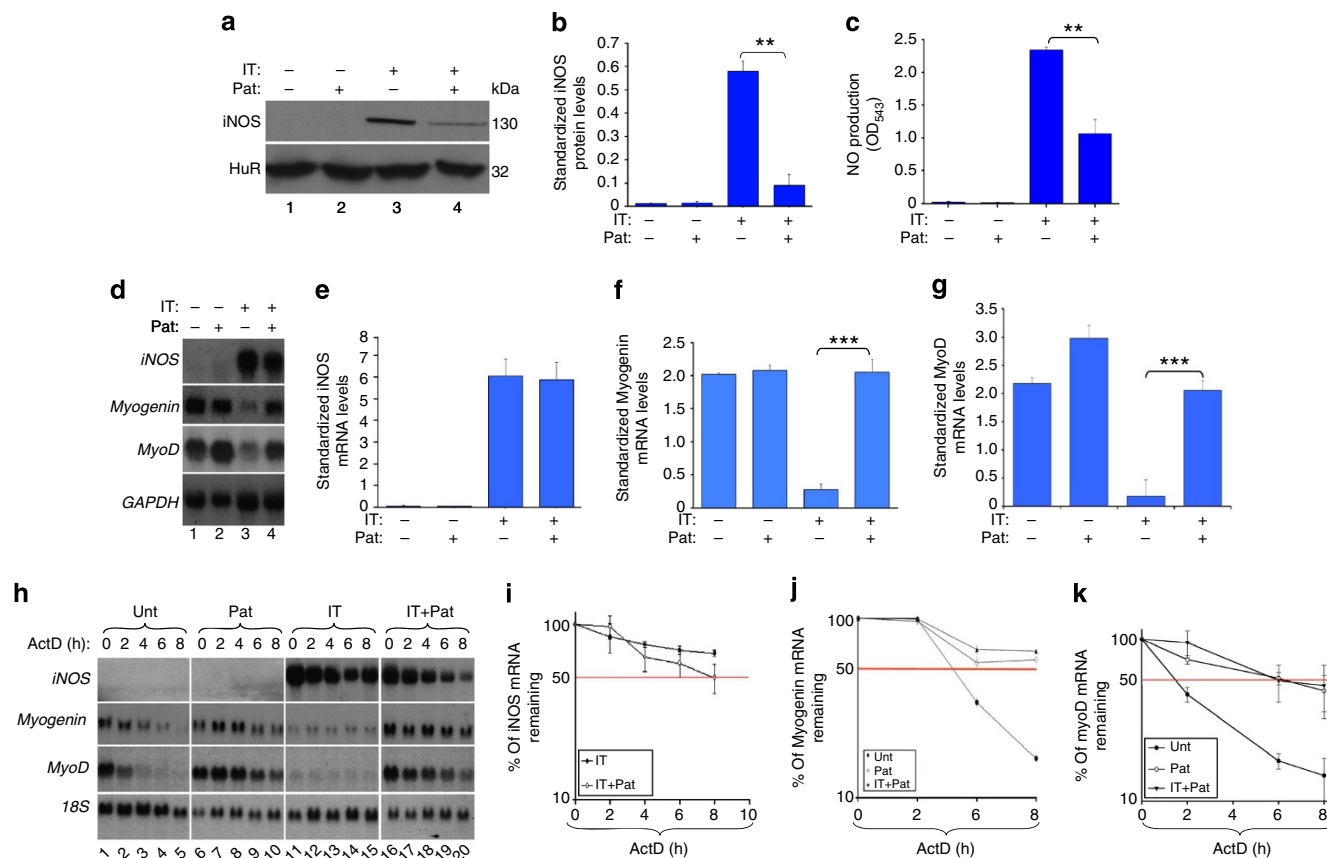 a
IT: – – + +
Pat: – + – + kDa
iNOS 130
HuR 32
1 2 3 4
b
Standardized iNOS
protein levels
0.7
0.6
0.5
0.4
0.3
0.2
0.1
0
**
IT: – – + +
Pat: – + – +
c
NO production
(OD543)
2.5
2.0
1.5
1.0
0.5
0
**
IT: – – + +
Pat: – + – +
d
IT: – – + +
Pat: – + – +
iNOS
Myogenin
MyoD
GAPDH
1 2 3 4
e
Standardized iNOS
mRNA levels
8
7
6
5
4
3
2
1
0
IT: – – + +
Pat: – + – +
f
Standardized Myogenin
mRNA levels
2.5
2.0
1.5
1.0
0.5
0
***
IT: – – + +
Pat: – + – +
g
Standardized MyoD
mRNA levels
3.5
3.0
2.5
2.0
1.5
1.0
0.5
0
***
IT: – – + +
Pat: – + – +
h
Unt Pat IT IT+Pat
ActD (h): 0 2 4 6 8 0 2 4 6 8 0 2 4 6 8 0 2 4 6 8
iNOS
Myogenin
MyoD
18S
1 2 3 4 5 6 7 8 9 10 11 12 13 14 15 16 17 18 19 20
i
% Of iNOS mRNA
remaining
100
50
10
IT
IT+Pat
0 2 4 6 8 10
ActD (h)
j
% Of Myogenin mRNA
remaining
100
50
10
Unt
Pat
IT+Pat
0 2 4 6 8
ActD (h)
k
% Of myoD mRNA
remaining
100
50
10
Unt
Pat
IT+Pat
0 2 4 6 8
ActD (h)